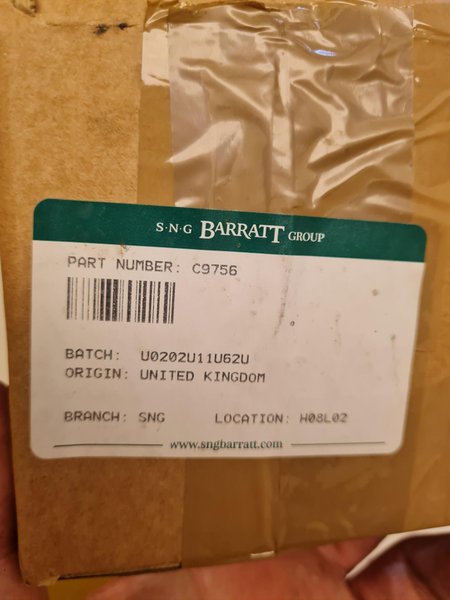 S·N·G BARRATT GROUP
PART NUMBER: C9756
BATCH: U0202U11U62U
ORIGIN: UNITED KINGDOM
BRANCH: SNG LOCATION: H08L02
www.sngbarratt.com